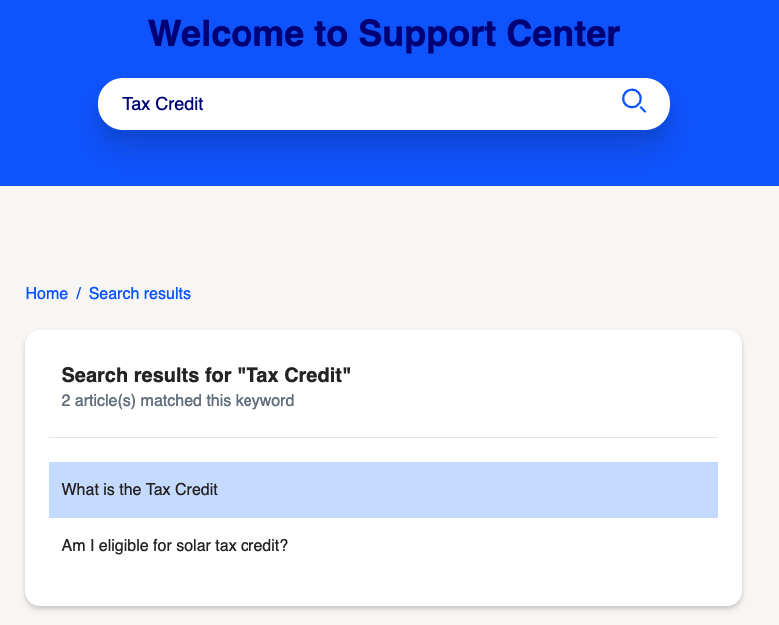 Welcome to Support Center
Tax Credit
Home / Search results
Search results for "Tax Credit"
2 article(s) matched this keyword
What is the Tax Credit
Am I eligible for solar tax credit?